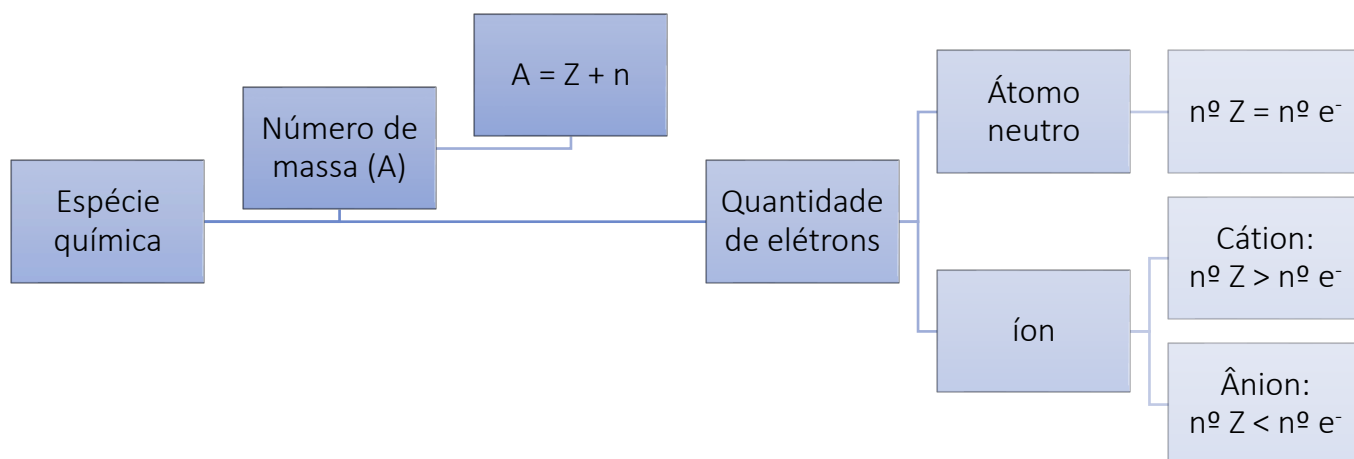 Espécie
química
Número de
massa (A)
A = Z + n
Quantidade
de elétrons
Átomo
neutro
nº Z = nº e⁻
íon
Cátion:
nº Z > nº e⁻
Ânion:
nº Z < nº e⁻